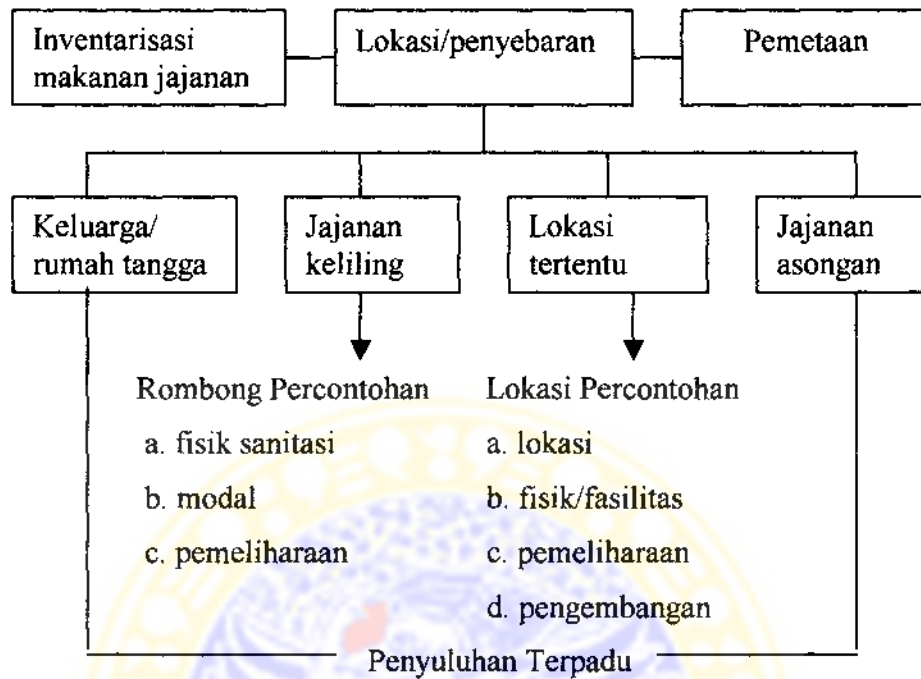 Inventarisasi
makanan jajanan
Lokasi/penyebaran
Pemetaan
Keluarga/
rumah tangga
Jajanan
keliling
Lokasi
tertentu
Jajanan
asongan
Rombong Percontohan
a. fisik sanitasi
b. modal
c. pemeliharaan
Lokasi Percontohan
a. lokasi
b. fisik/fasilitas
c. pemeliharaan
d. pengembangan
Penyuluhan Terpadu